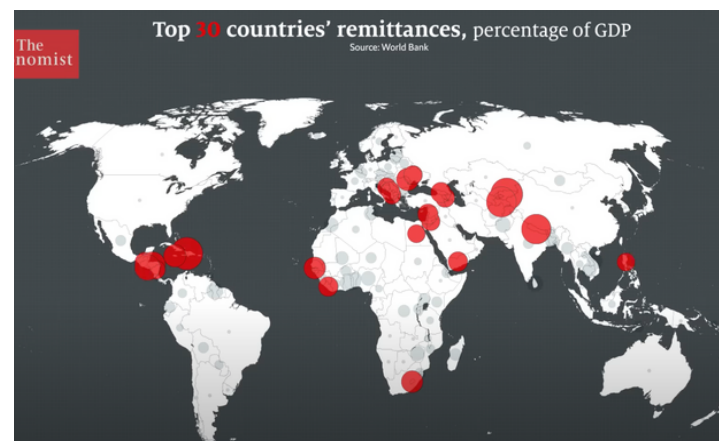 Top 30 countries' remittances, percentage of GDP
Source: World Bank
The
nomist